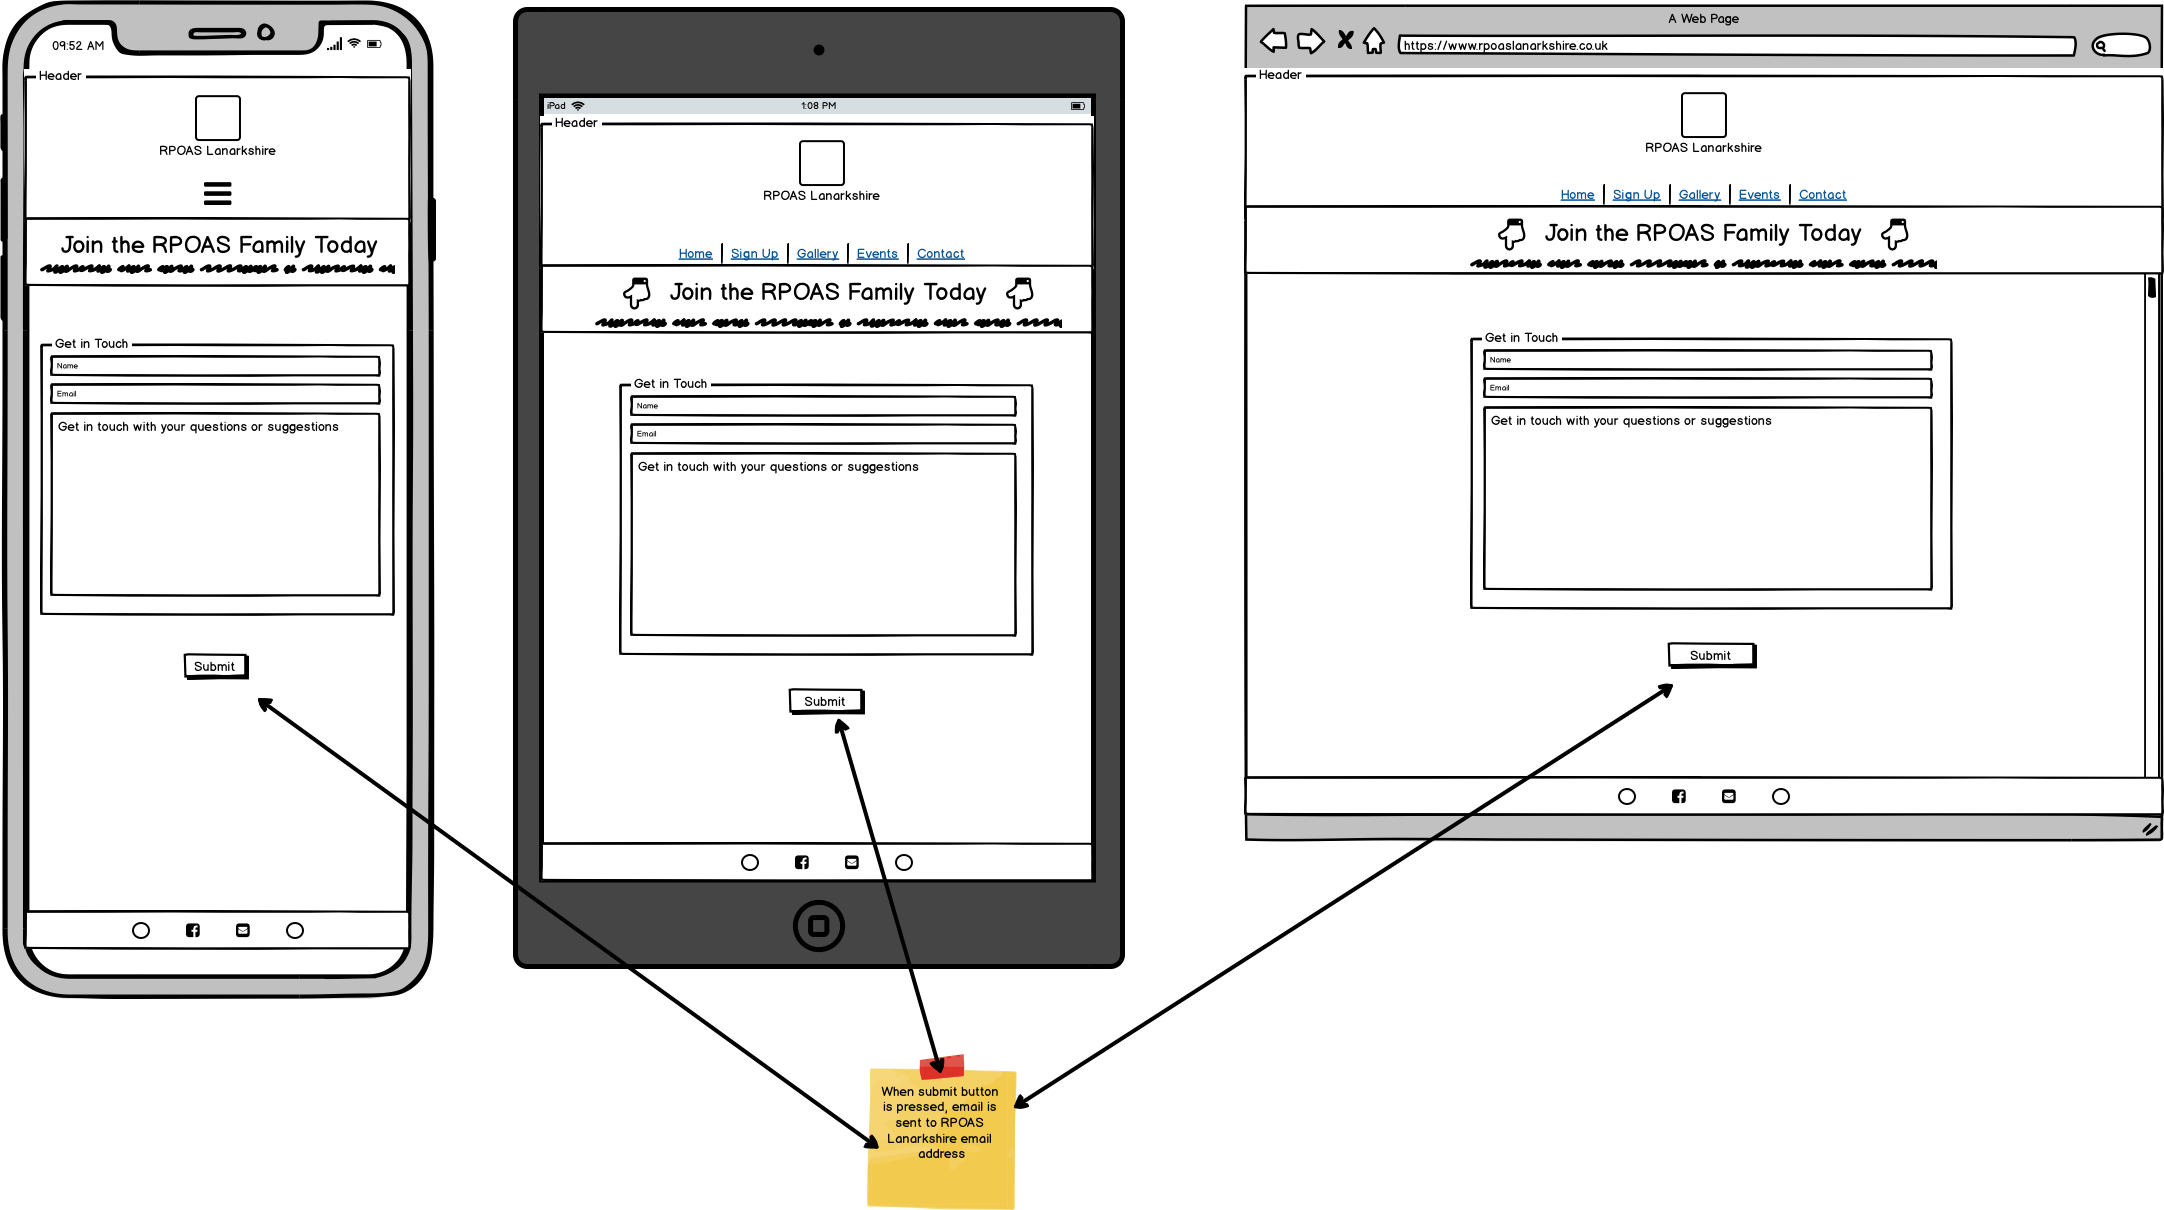 09:52 AM
Header
RPOAS Lanarkshire
Join the RPOAS Family Today
Get in Touch
Name
Email
Get in touch with your questions or suggestions
Submit
iPad
1:08 PM
Header
RPOAS Lanarkshire
Home Sign Up Gallery Events Contact
Join the RPOAS Family Today
Get in Touch
Name
Email
Get in touch with your questions or suggestions
Submit
A Web Page
https://www.rpoaslanarkshire.co.uk
Header
RPOAS Lanarkshire
Home Sign Up Gallery Events Contact
Join the RPOAS Family Today
Get in Touch
Name
Email
Get in touch with your questions or suggestions
Submit
When submit button
is pressed, email is
sent to RPOAS
Lanarkshire email
address